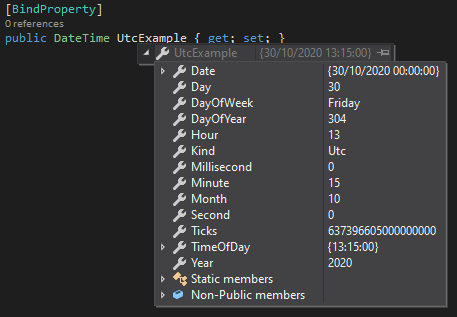 [BindProperty]
0 references
public DateTime UtcExample { get; set; }
UtcExample {30/10/2020 13:15:00}
Date {30/10/2020 00:00:00}
Day 30
DayOfWeek Friday
DayOfYear 304
Hour 13
Kind Utc
Millisecond 0
Minute 15
Month 10
Second 0
Ticks 637396605000000000
TimeOfDay {13:15:00}
Year 2020
Static members
Non-Public members